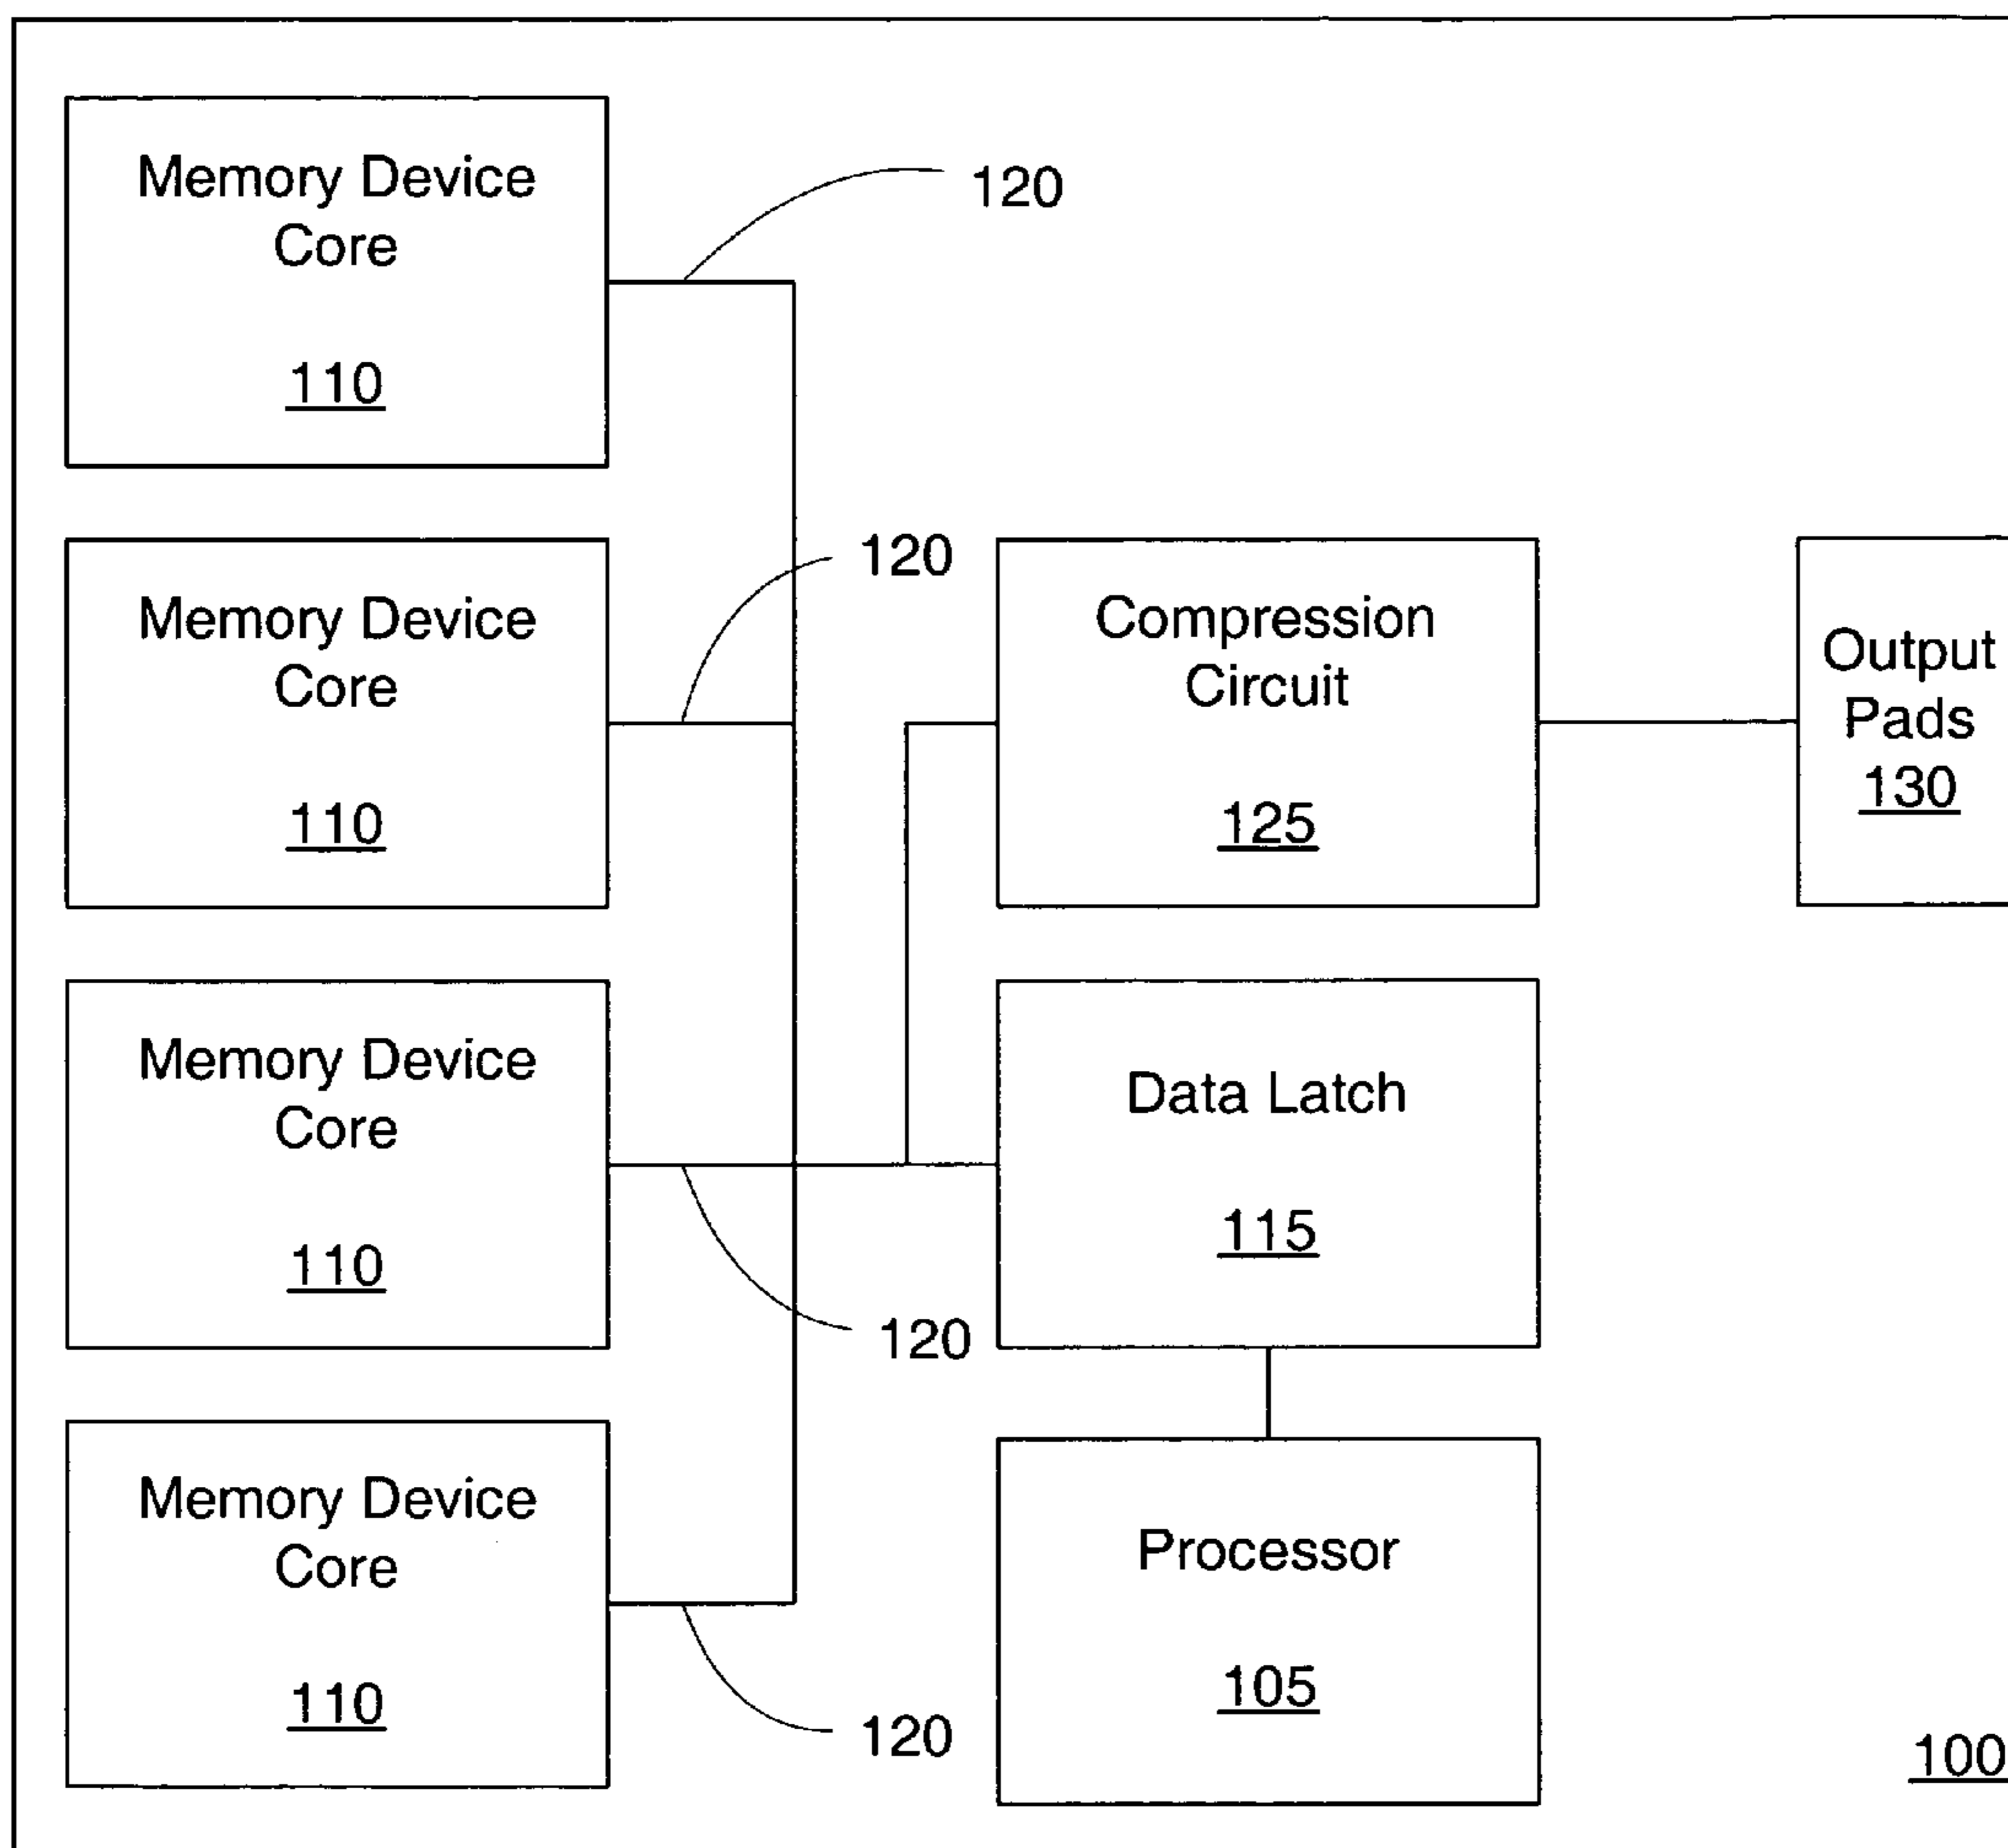 Memory Device
Core
110
120
Memory Device
Core
110
120
Compression
Circuit
125
Output
Pads
130
Memory Device
Core
110
120
Data Latch
115
Memory Device
Core
110
120
Processor
105
100